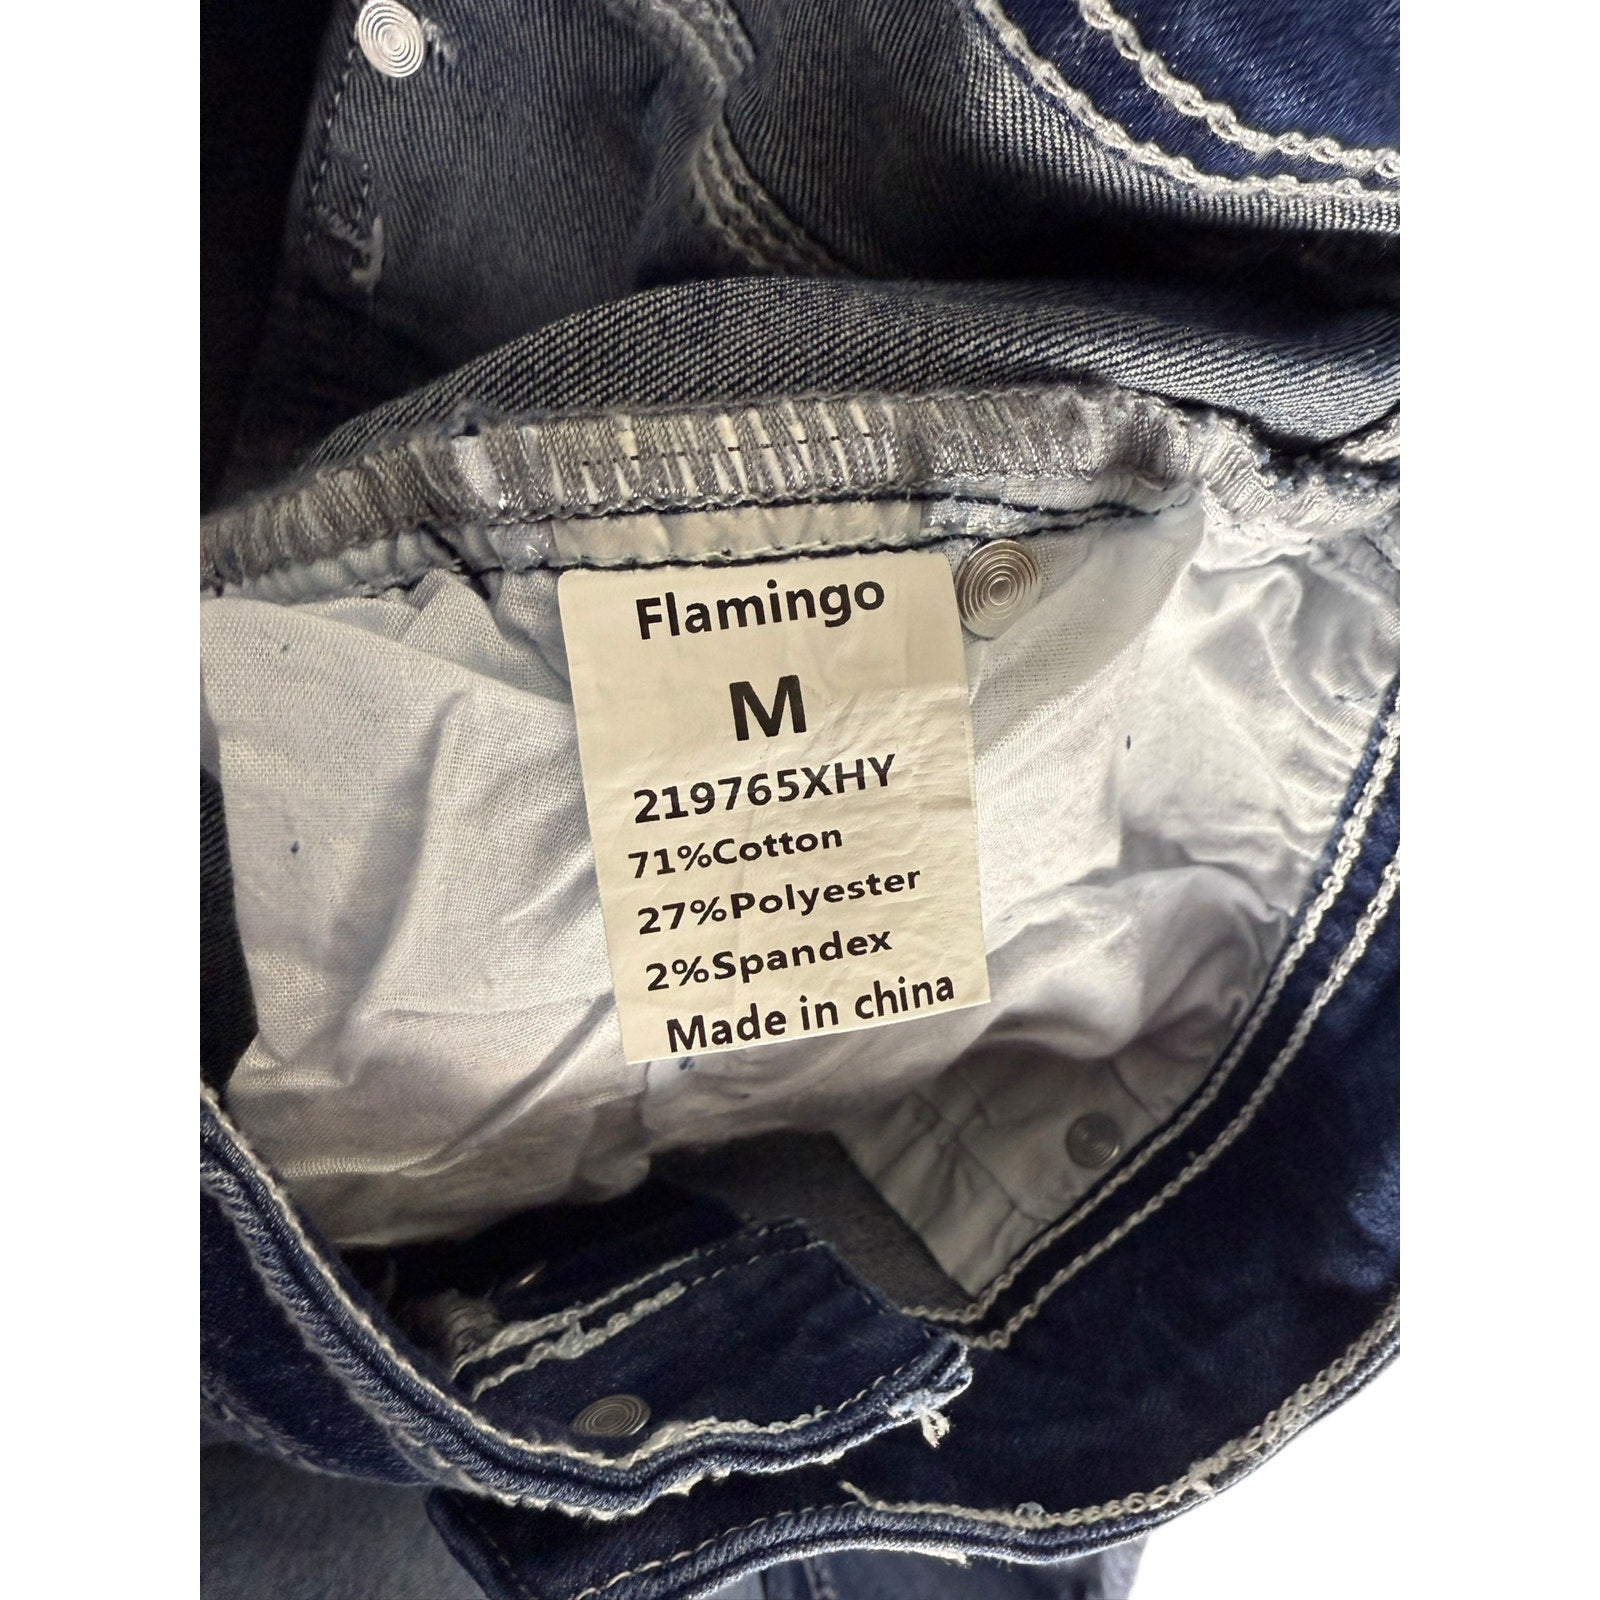 Flamingo
M
219765XHY
71%Cotton
27%Polyester
2%Spandex
Made in china